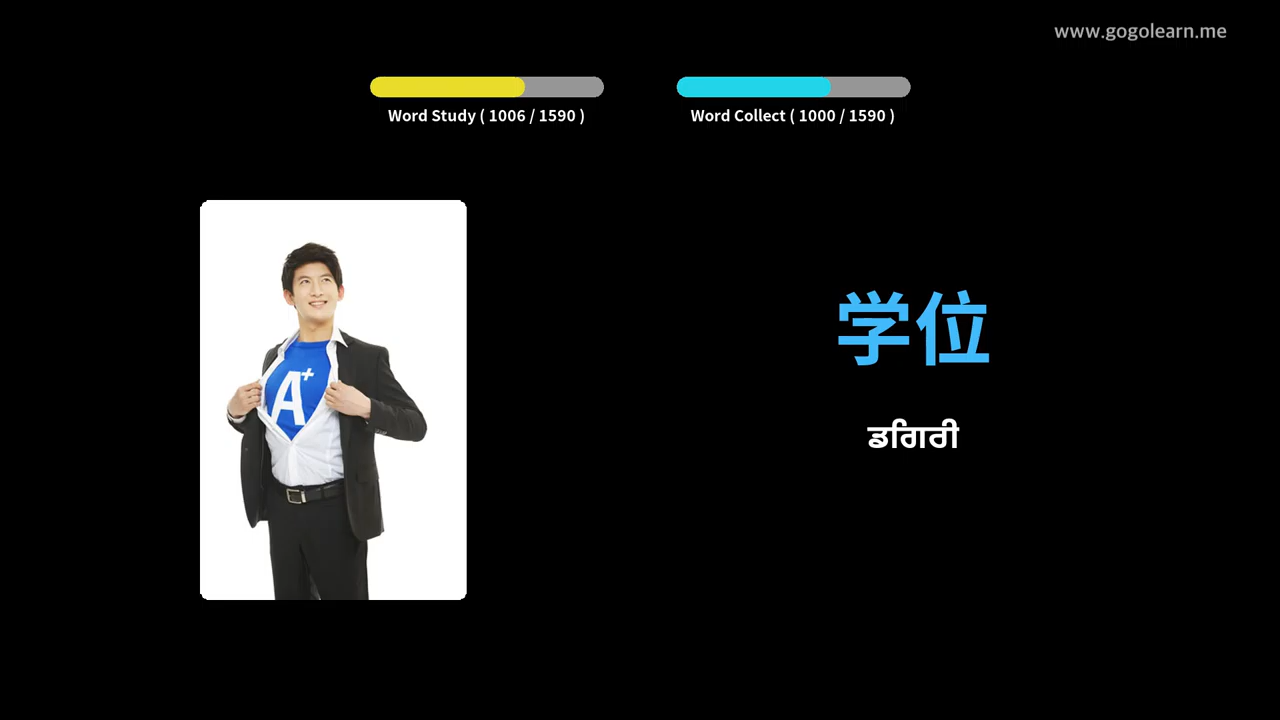 www.gogolearn.me
Word Study ( 1006 / 1590 )
Word Collect ( 1000 / 1590 )
A+
学位
ਡਿਗਰੀ